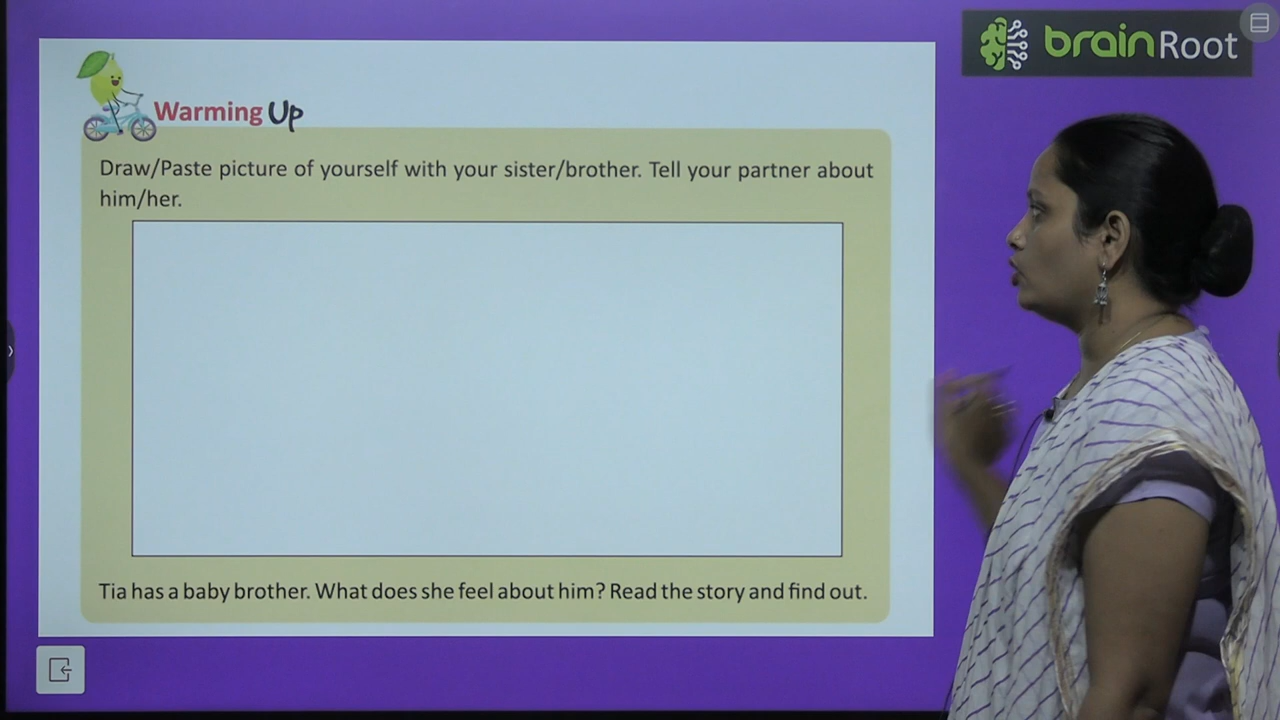 brainRoot
Warming Up
Draw/Paste picture of yourself with your sister/brother. Tell your partner about
him/her.
Tia has a baby brother. What does she feel about him? Read the story and find out.